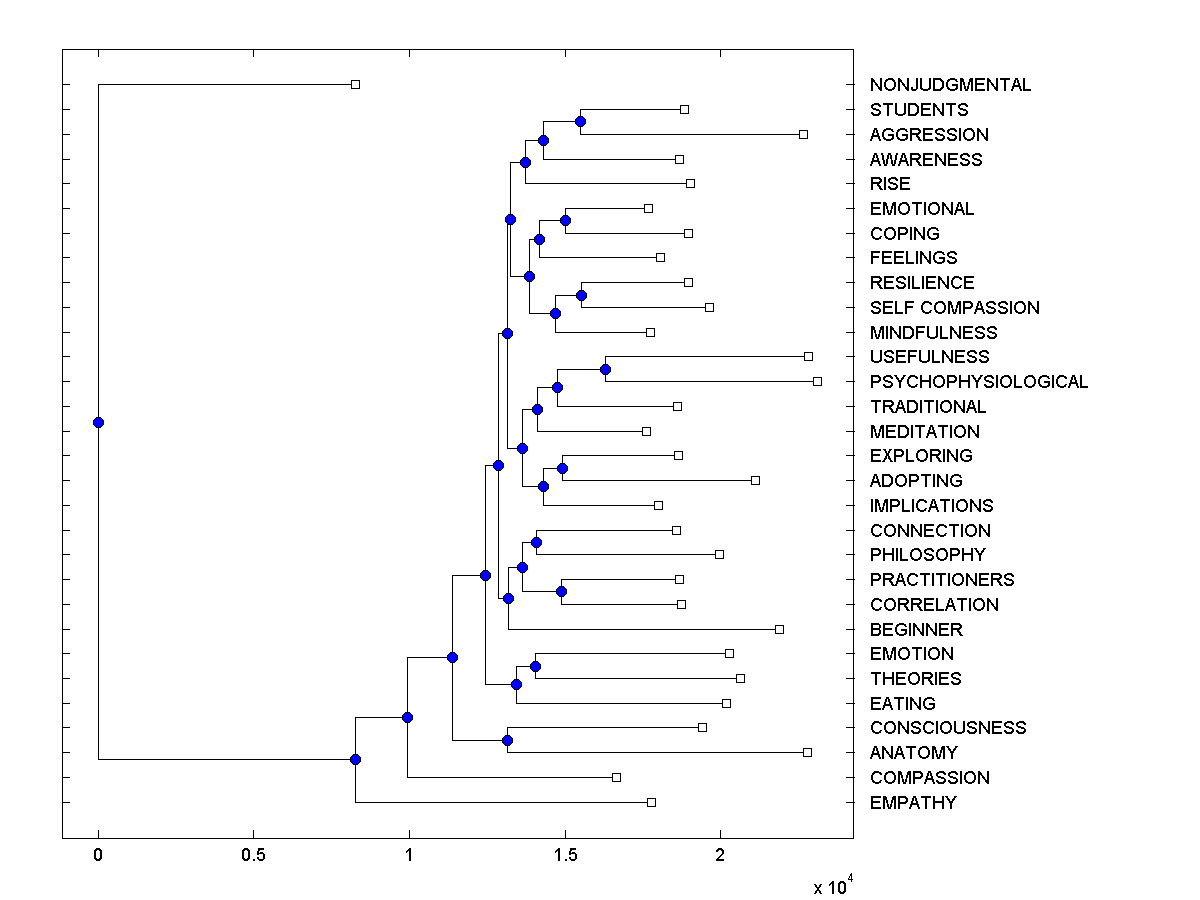 NONJUDGMENTAL
STUDENTS
AGGRESSION
AWARENESS
RISE
EMOTIONAL
COPING
FEELINGS
RESILIENCE
SELF COMPASSION
MINDFULNESS
USEFULNESS
PSYCHOPHYSIOLOGICAL
TRADITIONAL
MEDITATION
EXPLORING
ADOPTING
IMPLICATIONS
CONNECTION
PHILOSOPHY
PRACTITIONERS
CORRELATION
BEGINNER
EMOTION
THEORIES
EATING
CONSCIOUSNESS
ANATOMY
COMPASSION
EMPATHY
0 0.5 1 1.5 2
x 10^4